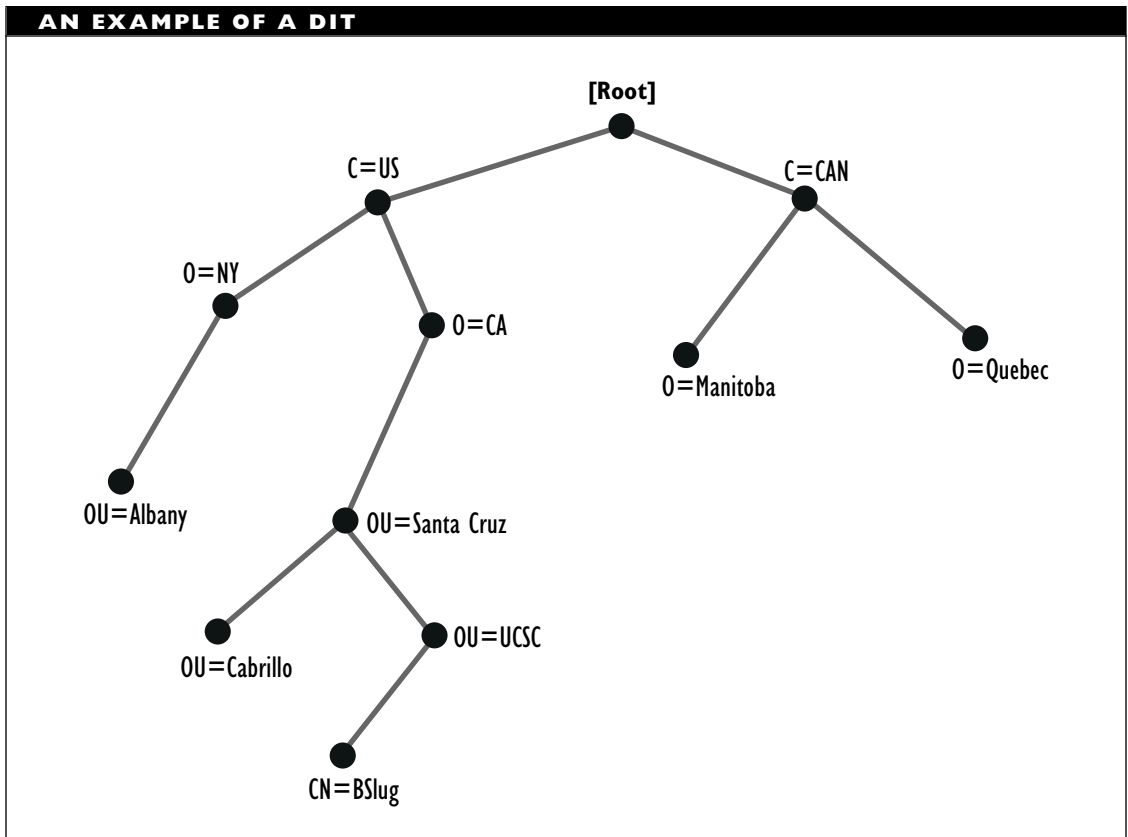 AN EXAMPLE OF A DIT
[Root]
C=US
C=CAN
O=NY
O=CA
O=Manitoba
O=Quebec
OU=Albany
OU=Santa Cruz
OU=Cabrillo
OU=UCSC
CN=BSlug